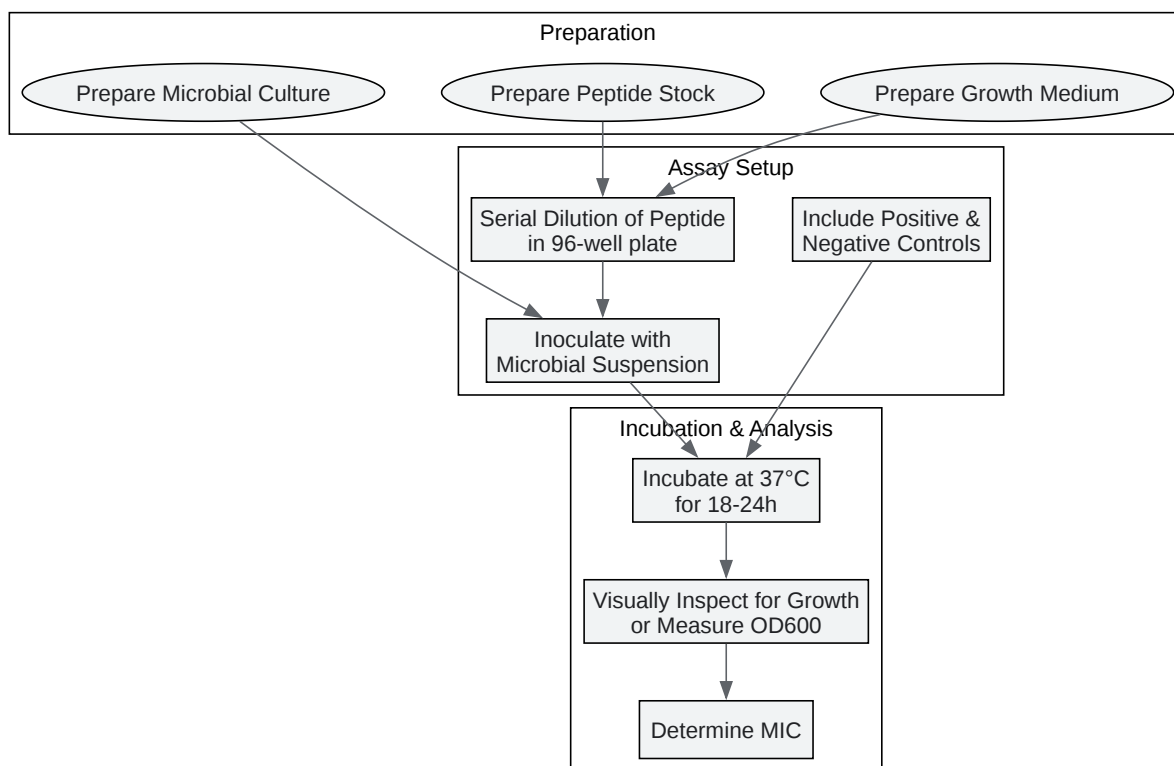 Preparation
Prepare Microbial Culture
Prepare Peptide Stock
Prepare Growth Medium
Assay Setup
Serial Dilution of Peptide
in 96-well plate
Include Positive &
Negative Controls
Inoculate with
Microbial Suspension
Incubation & Analysis
Incubate at 37°C
for 18-24h
Visually Inspect for Growth
or Measure OD600
Determine MIC